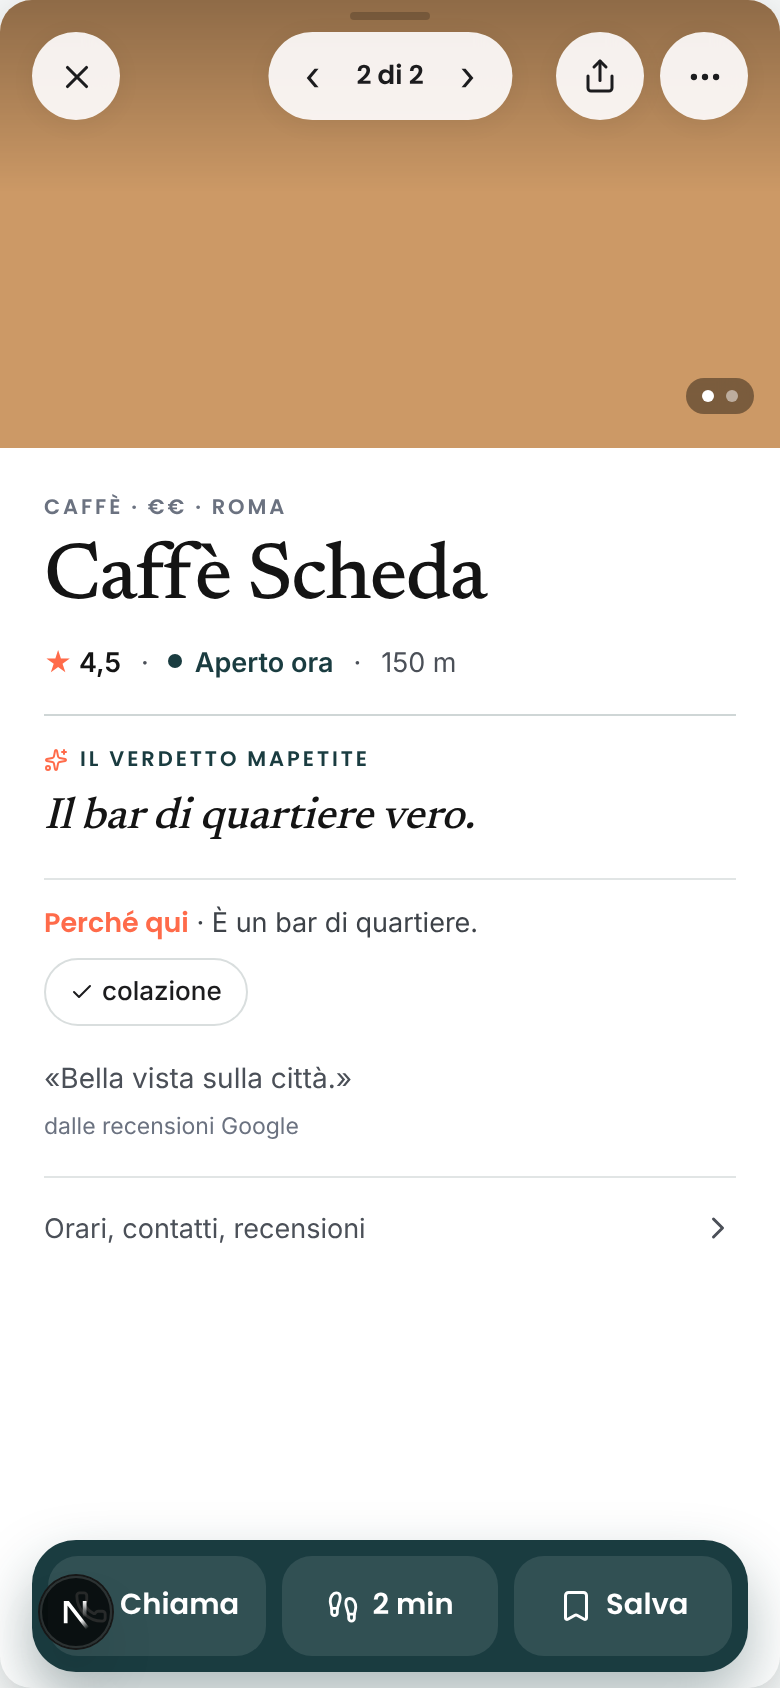 2 di 2
CAFFÈ · €€ · ROMA
Caffè Scheda
★ 4,5 · ● Aperto ora · 150 m
IL VERDETTO MAPETITE
Il bar di quartiere vero.
Perché qui · È un bar di quartiere.
✓ colazione
«Bella vista sulla città.»
dalle recensioni Google
Orari, contatti, recensioni
N Chiama 2 min Salva